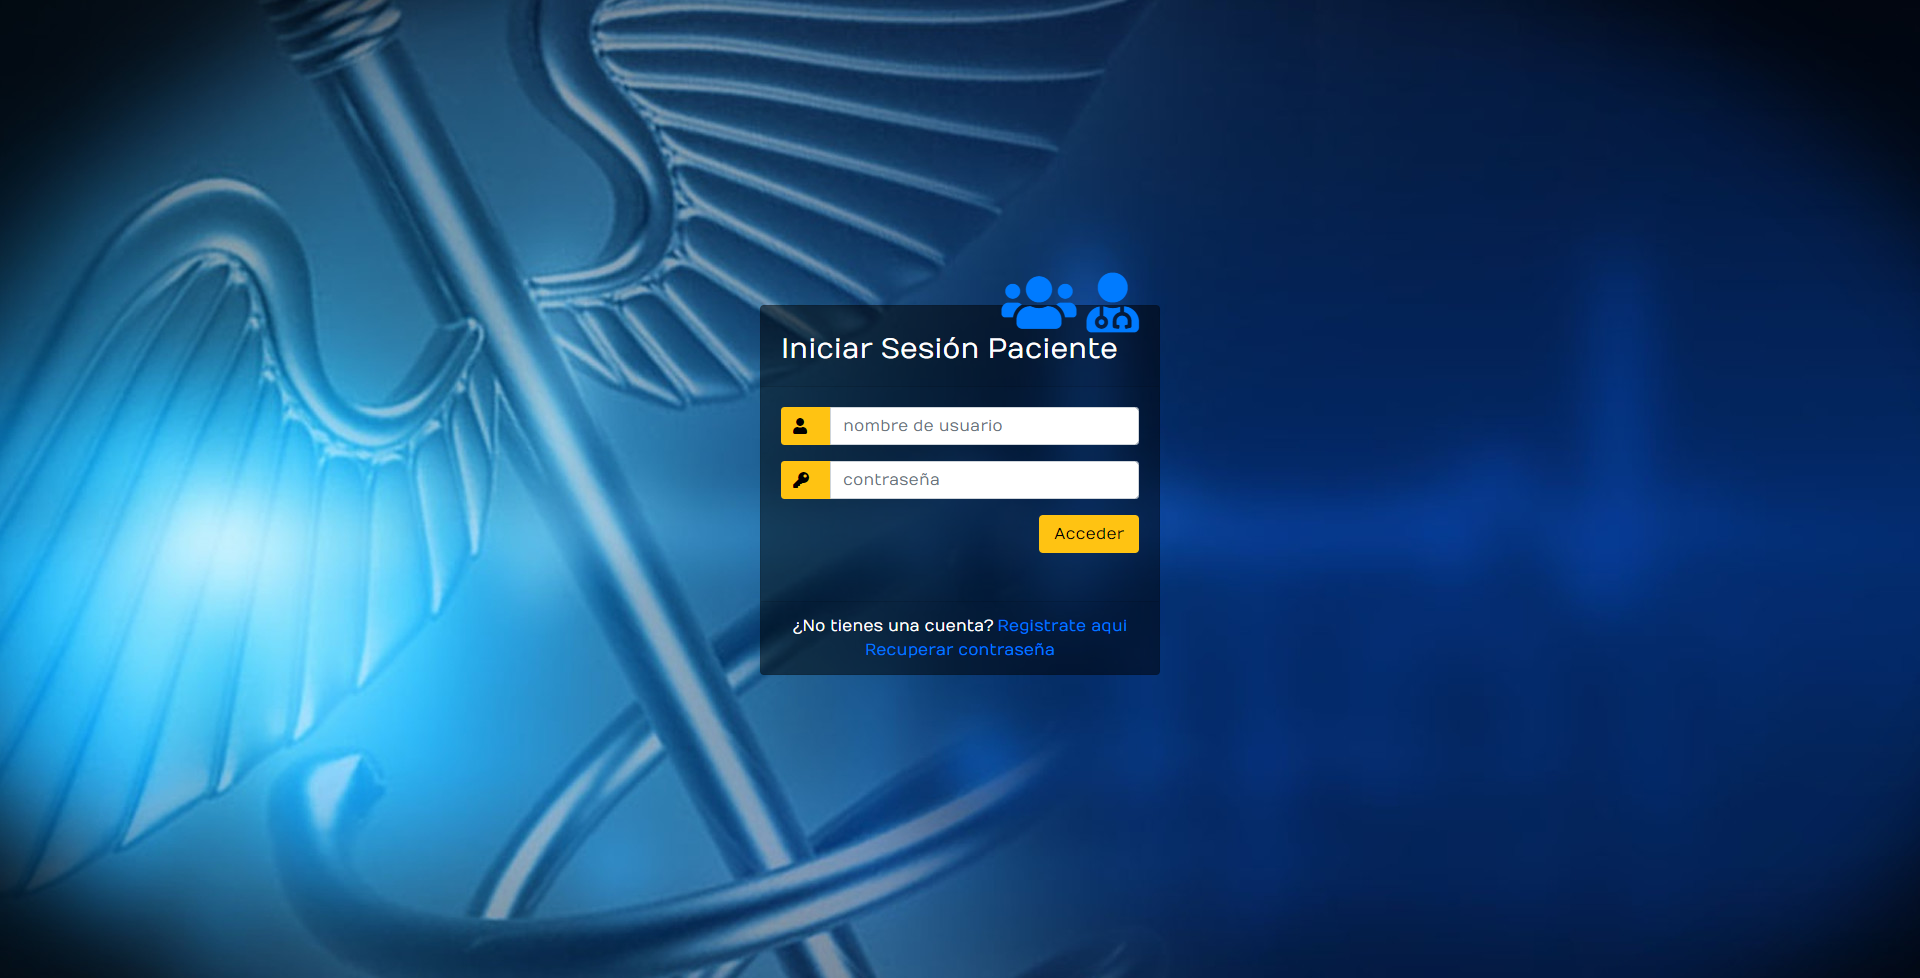 Iniciar Sesión Paciente
nombre de usuario
contraseña
Acceder
¿No tienes una cuenta? Registrate aqui
Recuperar contraseña